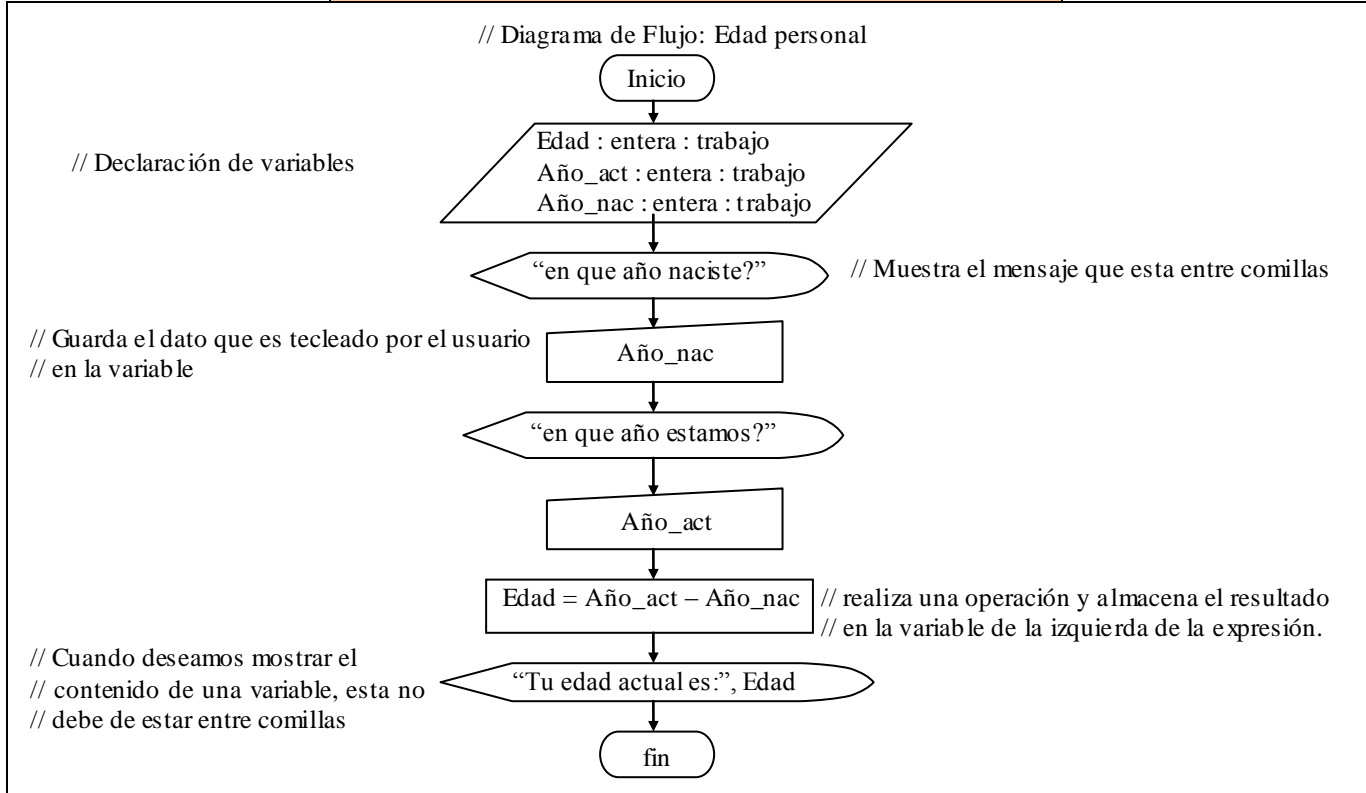 // Diagrama de Flujo: Edad personal
Inicio
// Declaración de variables
Edad : entera : trabajo
Año_act : entera : trabajo
Año_nac : entera : trabajo
“en que año naciste?”
// Muestra el mensaje que esta entre comillas
// Guarda el dato que es tecleado por el usuario
// en la variable
Año_nac
“en que año estamos?”
Año_act
Edad = Año_act – Año_nac
// realiza una operación y almacena el resultado
// en la variable de la izquierda de la expresión.
// Cuando deseamos mostrar el
// contenido de una variable, esta no
// debe de estar entre comillas
“Tu edad actual es:”, Edad
fin